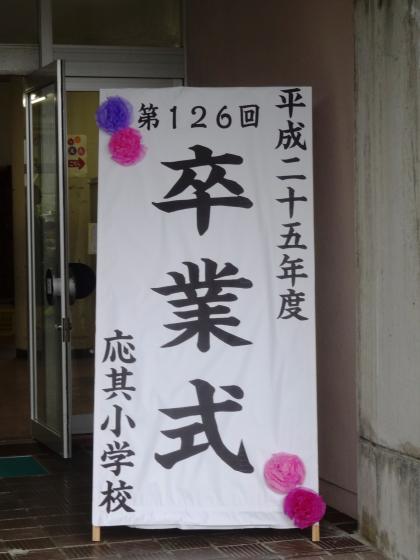 平成二十五年度
第126回
卒業式
応其小学校